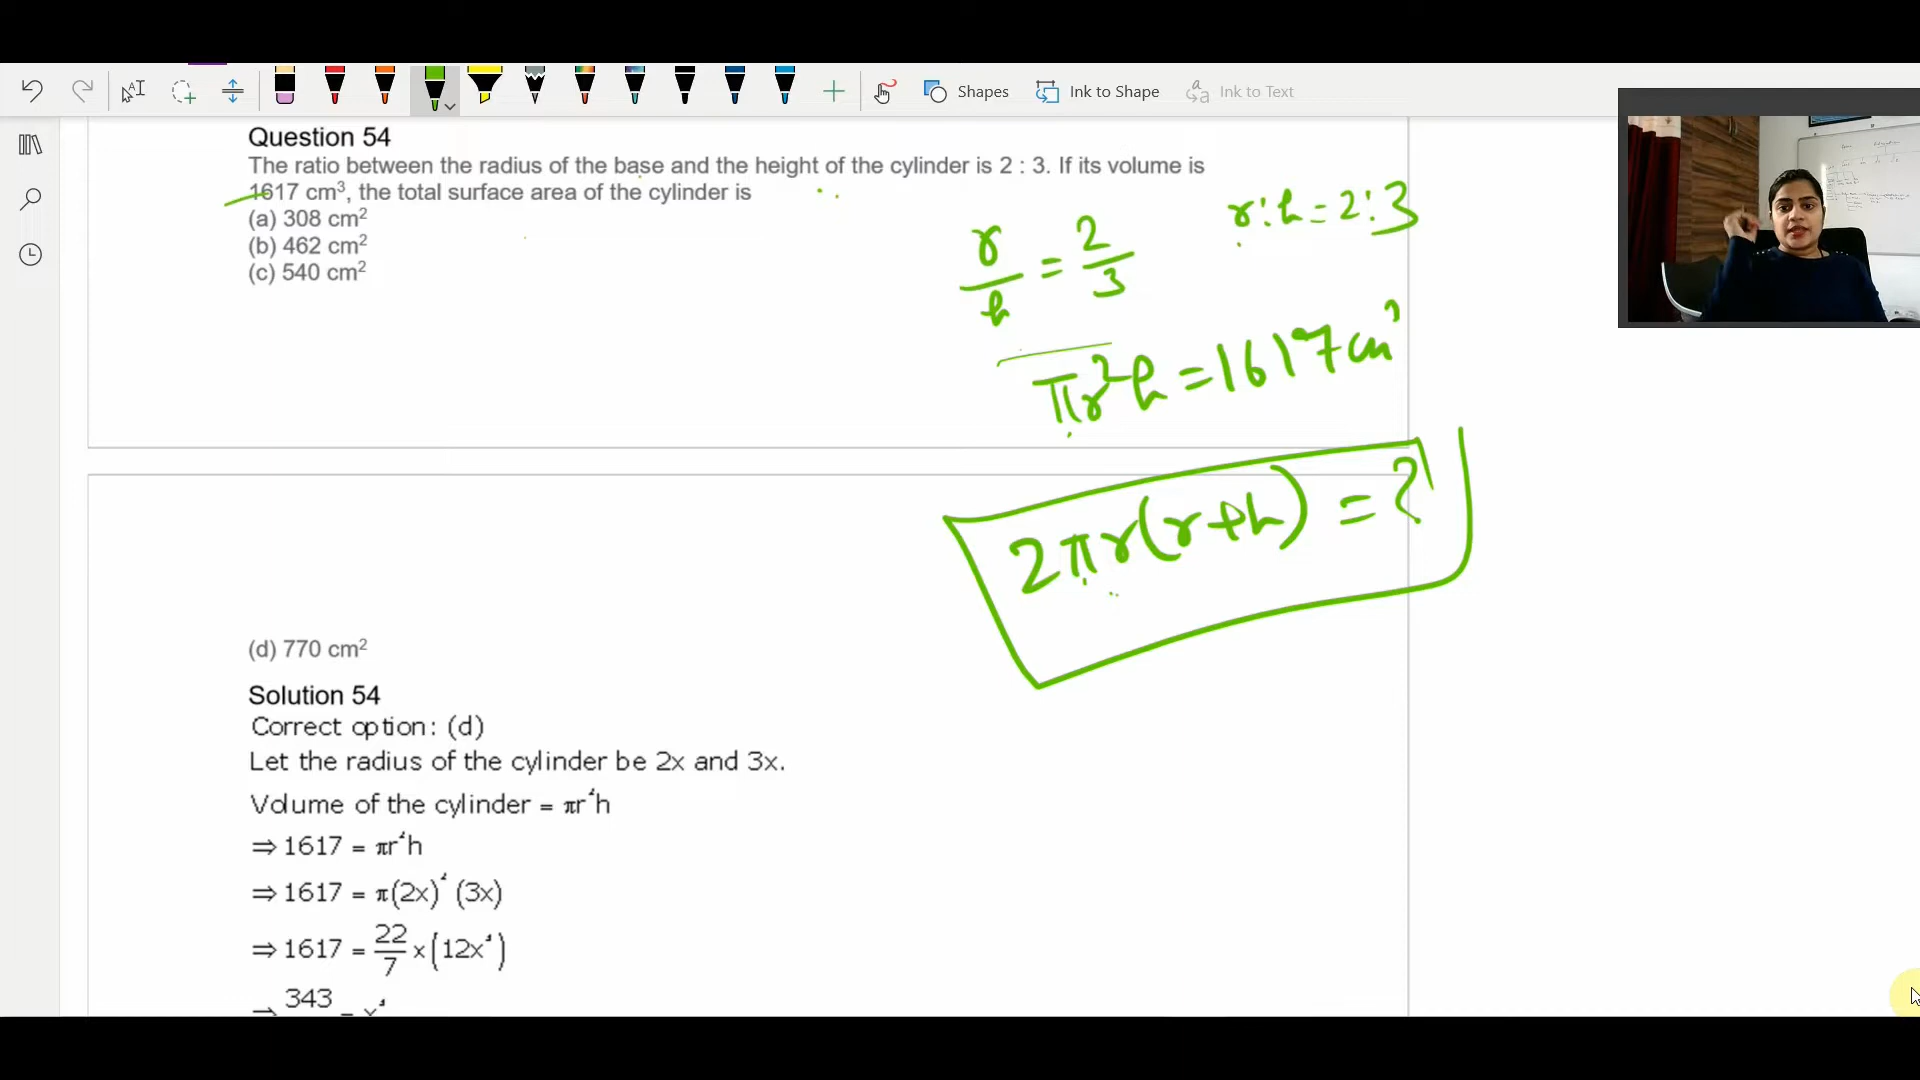 Shapes
Ink to Shape
Ink to Text
Question 54
The ratio between the radius of the base and the height of the cylinder is 2 : 3. If its volume is
1617 cm³, the total surface area of the cylinder is
(a) 308 cm²
(b) 462 cm²
(c) 540 cm²
r:h=2:3
r/h = 2/3
πr²h=1617cm³
2πr(r+h) = ?
(d) 770 cm²
Solution 54
Correct option: (d)
Let the radius of the cylinder be 2x and 3x.
Volume of the cylinder = πr²h
⇒ 1617 = πr²h
⇒ 1617 = π(2x)² (3x)
⇒ 1617 = 22/7 x (12x³)
343